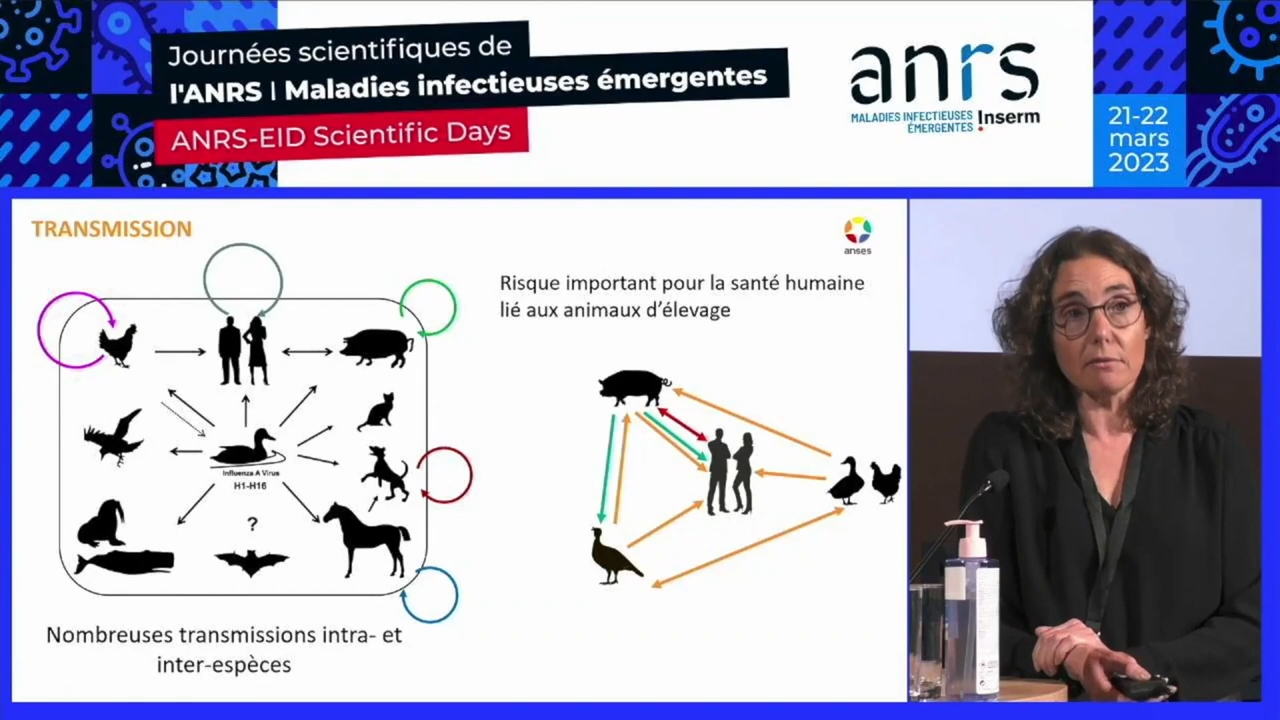 Journées scientifiques de
l'ANRS | Maladies infectieuses émergentes
ANRS-EID Scientific Days
anrs
MALADIES INFECTIEUSES
ÉMERGENTES Inserm
21-22
mars
2023
TRANSMISSION
anses
Risque important pour la santé humaine
lié aux animaux d'élevage
Influenza A Virus
H1-H16
?
Nombreuses transmissions intra- et
inter-espèces